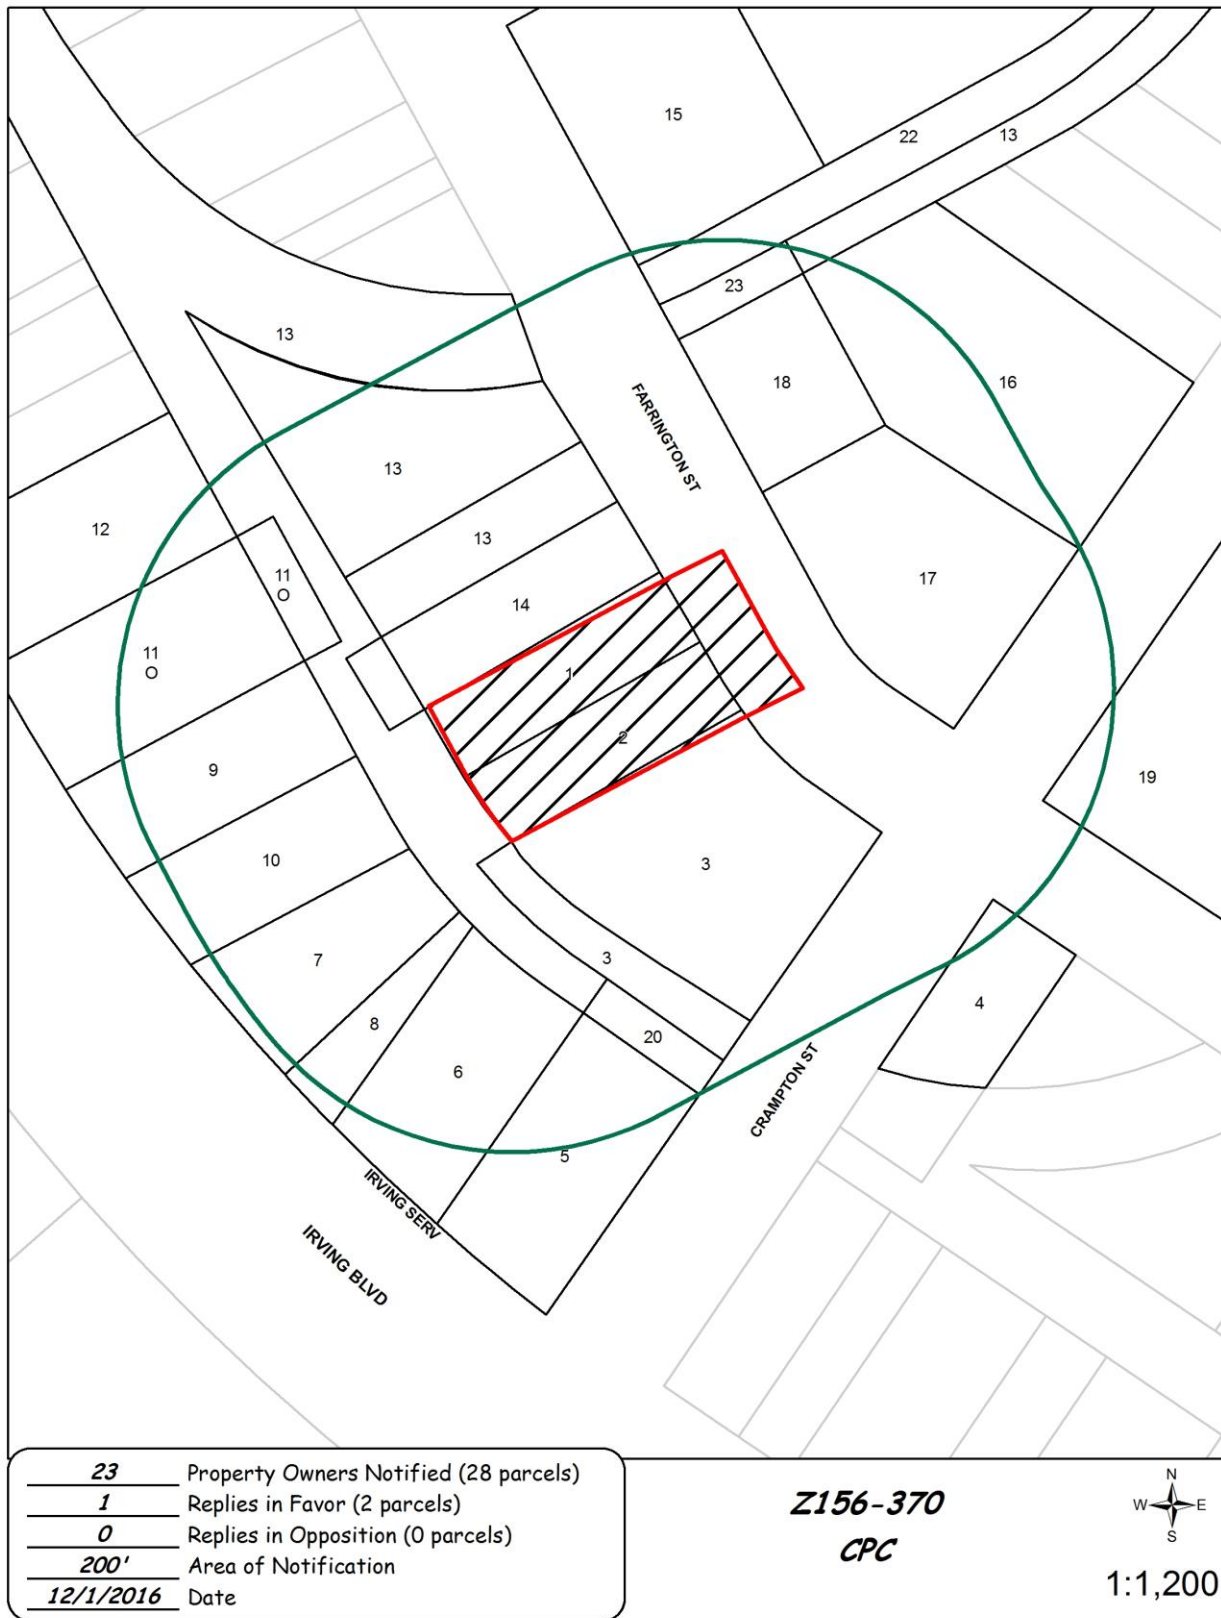 15
22
13
23
13
16
18
FARRINGTON ST
13
12
13
11
O
17
14
11
O
1
2
9
19
10
3
7
3
4
8
20
6
CRAMPTON ST
5
IRVING SERV
IRVING BLVD
23 Property Owners Notified (28 parcels)
1 Replies in Favor (2 parcels)
0 Replies in Opposition (0 parcels)
200' Area of Notification
12/1/2016 Date
Z156-370
CPC
N
W E
S
1:1,200